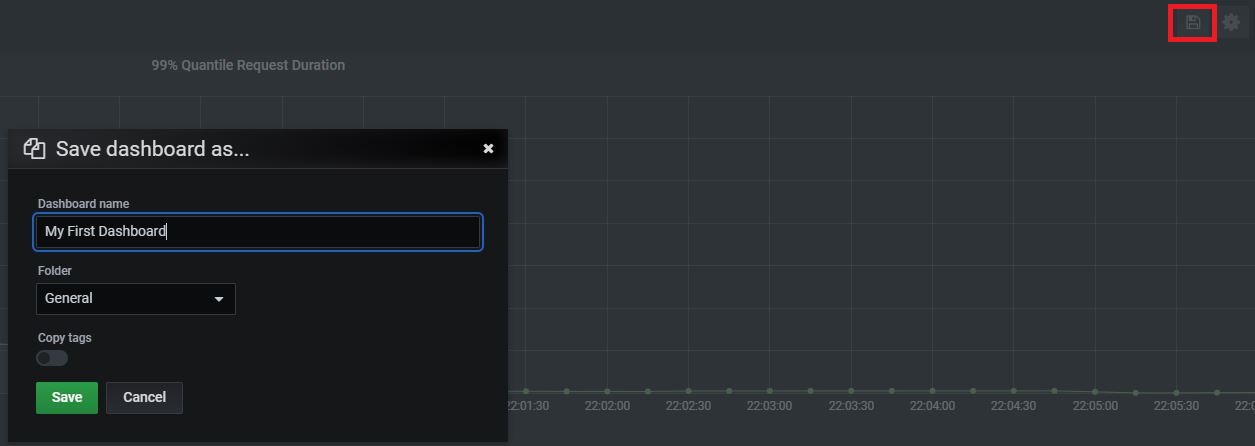 99% Quantile Request Duration
Save dashboard as...
Dashboard name
My First Dashboard
Folder
General
Copy tags
Save Cancel
22:01:30 22:02:00 22:02:30 22:03:00 22:03:30 22:04:00 22:04:30 22:05:00 22:05:30